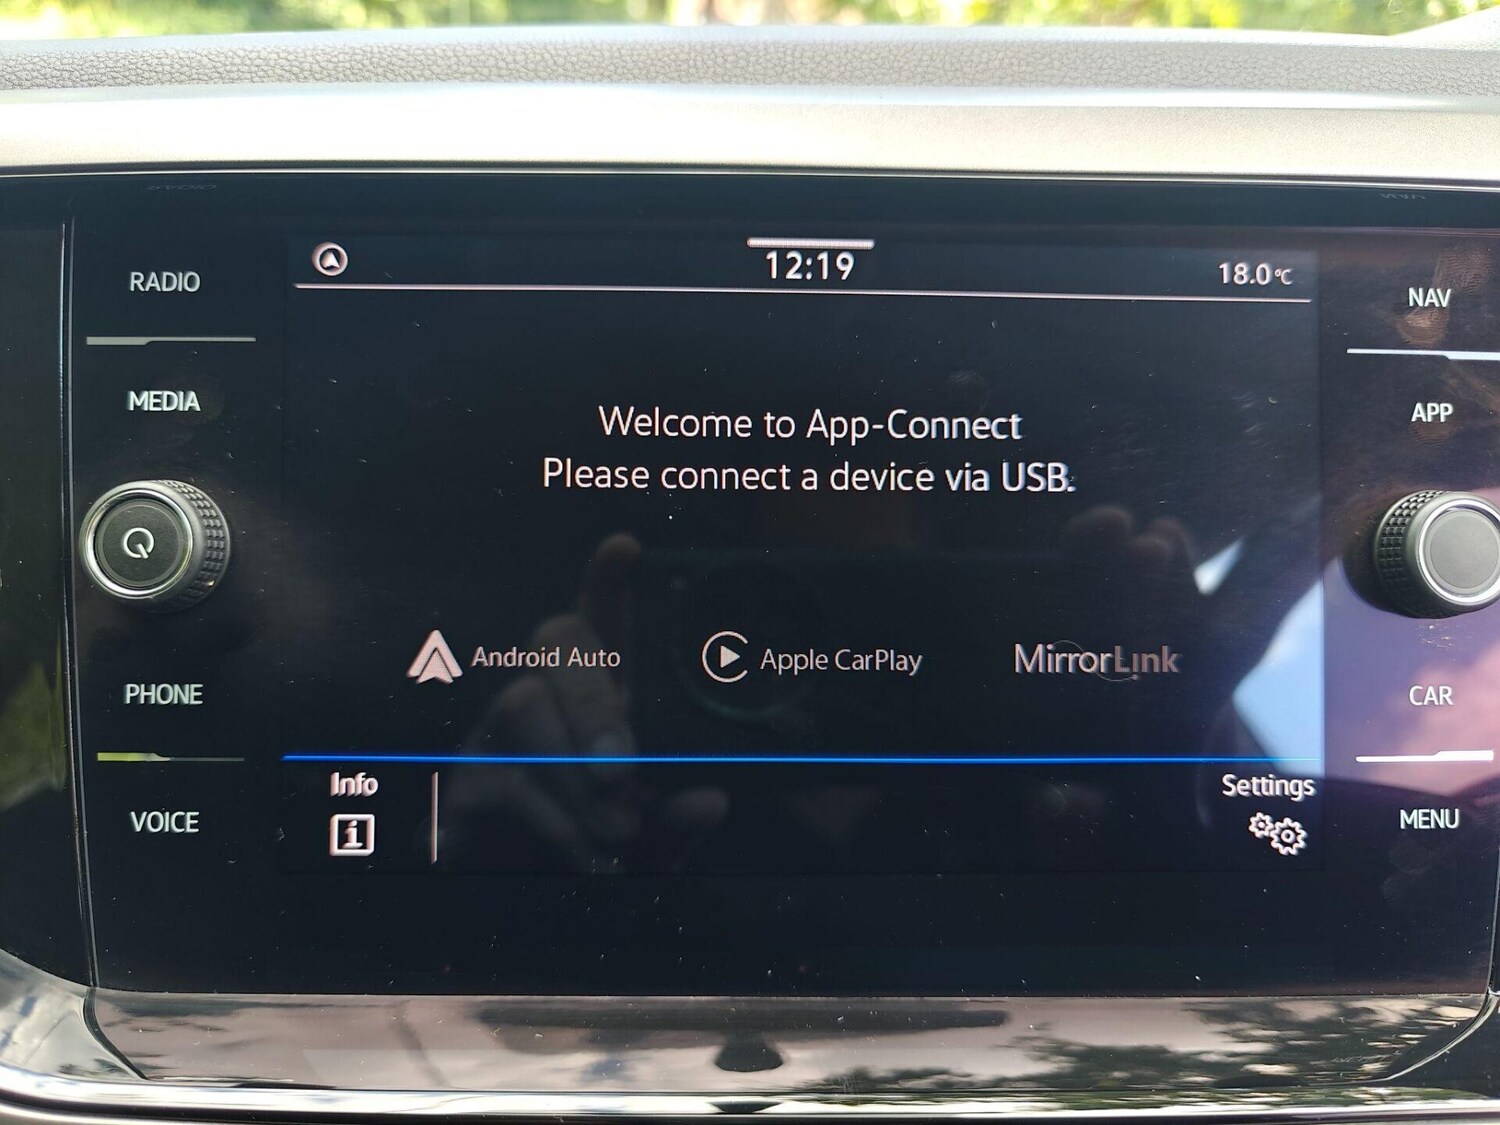 RADIO
MEDIA
PHONE
VOICE
12:19
18.0°C
Welcome to App-Connect
Please connect a device via USB.
Android Auto
Apple CarPlay
MirrorLink
Info
i
Settings
NAV
APP
CAR
MENU